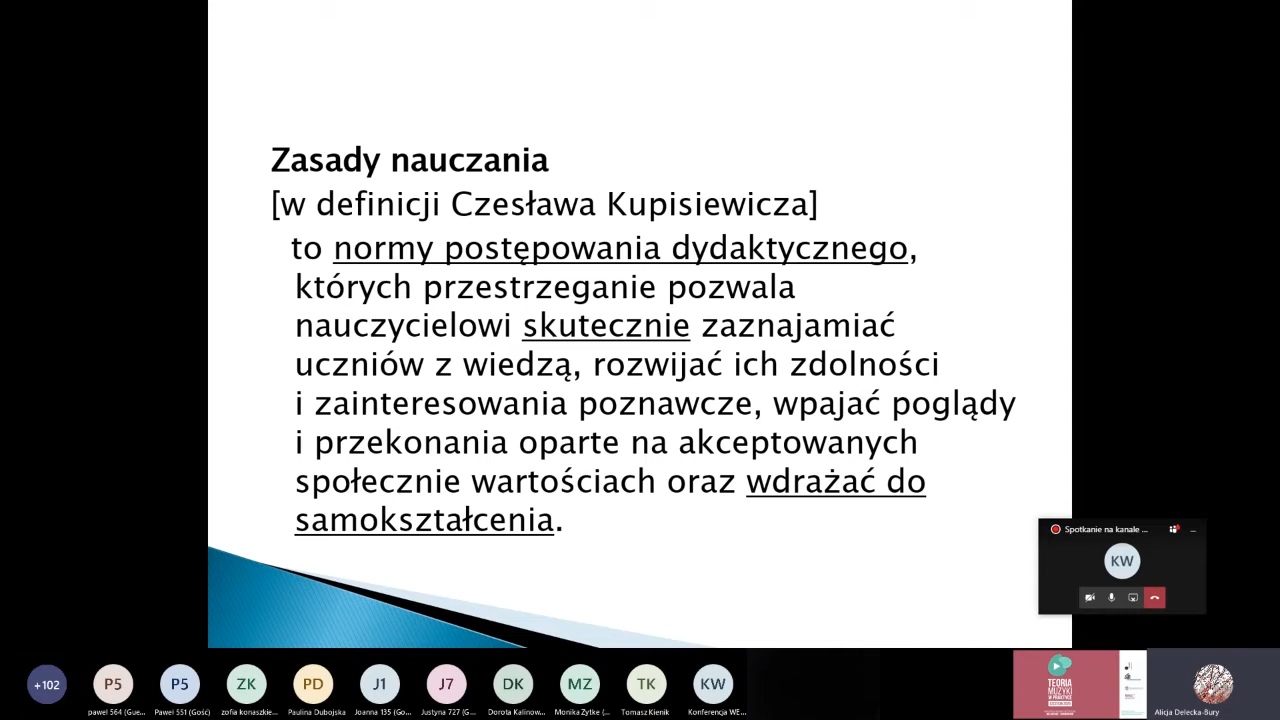 Zasady nauczania
[w definicji Czesława Kupisiewicza]
to normy postępowania dydaktycznego,
których przestrzeganie pozwala
nauczycielowi skutecznie zaznajamiać
uczniów z wiedzą, rozwijać ich zdolności
i zainteresowania poznawcze, wpajać poglądy
i przekonania oparte na akceptowanych
społecznie wartościach oraz wdrażać do
samokształcenia.
Spotkanie na kanale ...
KW
+102
P5
P5
ZK
PD
J1
J7
DK
MZ
TK
KW
paweł 564 (Gue...
Paweł 551 (Gość)
zofia konaszkie...
Paulina Dubojska
Joanna 135 (Go...
Justyna 727 (G...
Dorota Kalinow...
Monika Zytke (...
Tomasz Kienik
Konferencja WE...
TEORIA
MUZYKI
W PRAKTYCE
Alicja Delecka-Bury